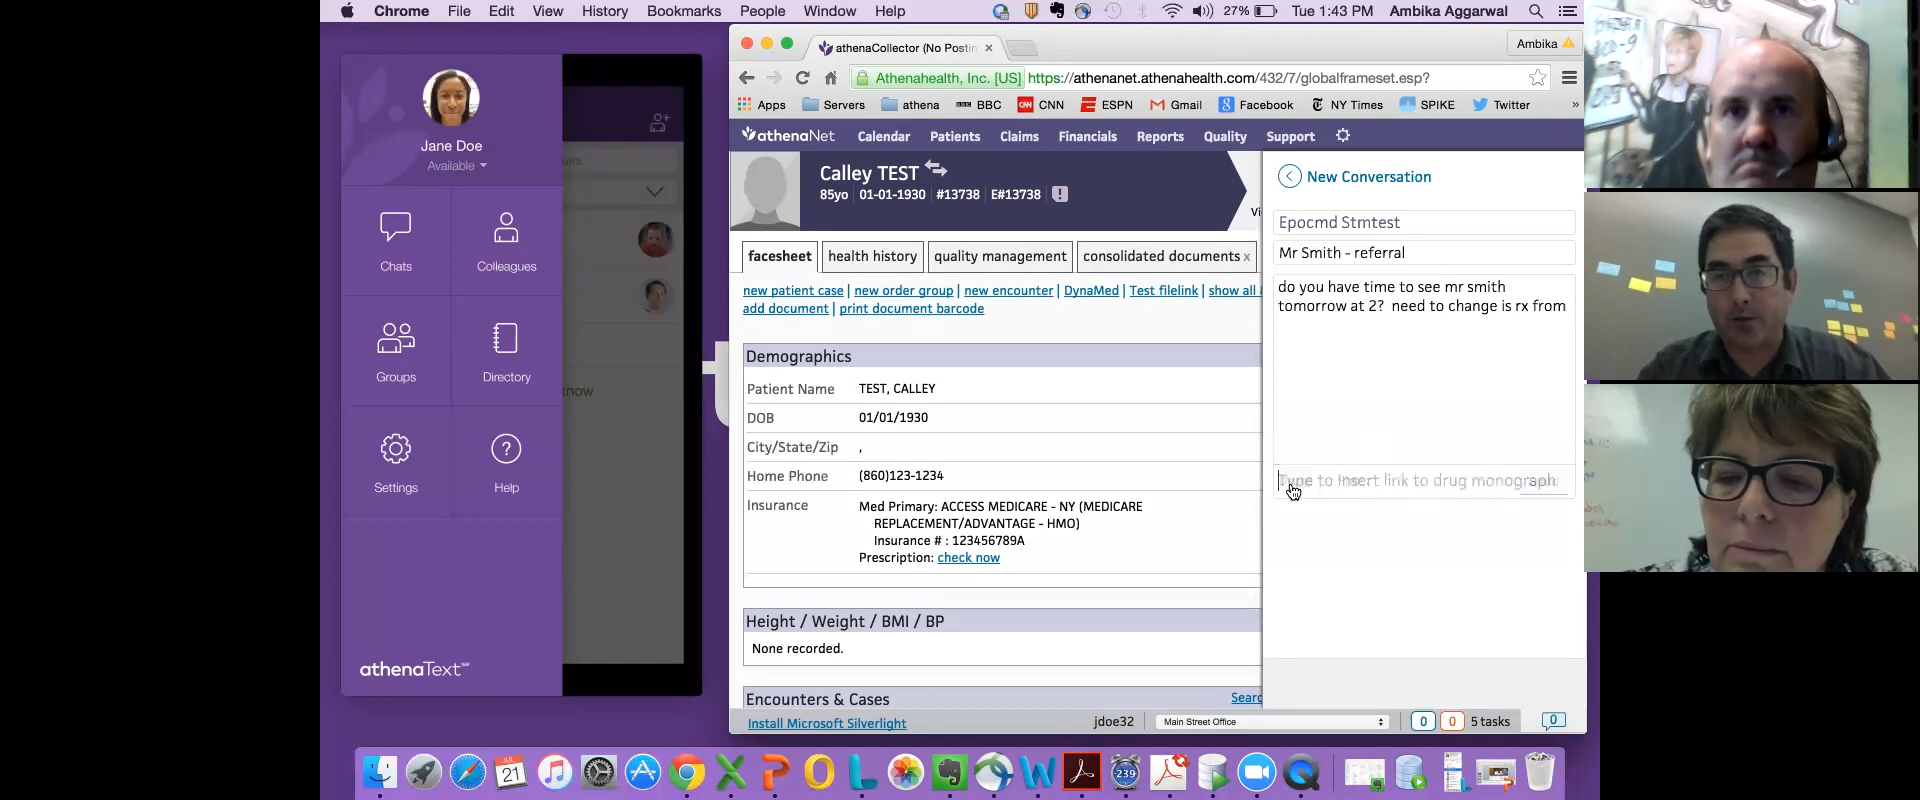 Chrome File Edit View History Bookmarks People Window Help
27% Tue 1:43 PM Ambika Aggarwal
athenaCollector (No Postin
Ambika
Athenahealth, Inc. [US] https://athenanet.athenahealth.com/432/7/globalframeset.esp?
Apps Servers athena BBC BBC CNN CNN ESPN Gmail Facebook NY Times SPIKE Twitter »
athenaNet Calendar Patients Claims Financials Reports Quality Support
Jane Doe
Available
Chats
Colleagues
Groups
Directory
Settings
Help
athenaText
know
Calley TEST
85yo 01-01-1930 #13738 E#13738
Vi
facesheet health history quality management consolidated documents x
new patient case | new order group | new encounter | DynaMed | Test filelink | show all
add document | print document barcode
Demographics
Patient Name TEST, CALLEY
DOB 01/01/1930
City/State/Zip ,
Home Phone (860)123-1234
Insurance Med Primary: ACCESS MEDICARE - NY (MEDICARE
REPLACEMENT/ADVANTAGE - HMO)
Insurance # : 123456789A
Prescription: check now
Height / Weight / BMI / BP
None recorded.
Encounters & Cases Searc
Install Microsoft Silverlight
jdoe32 Main Street Office 0 0 5 tasks 0
New Conversation
Epocmd Stmtest
Mr Smith - referral
do you have time to see mr smith
tomorrow at 2? need to change is rx from
Type to insert link to drug monograph
JUL
21
239